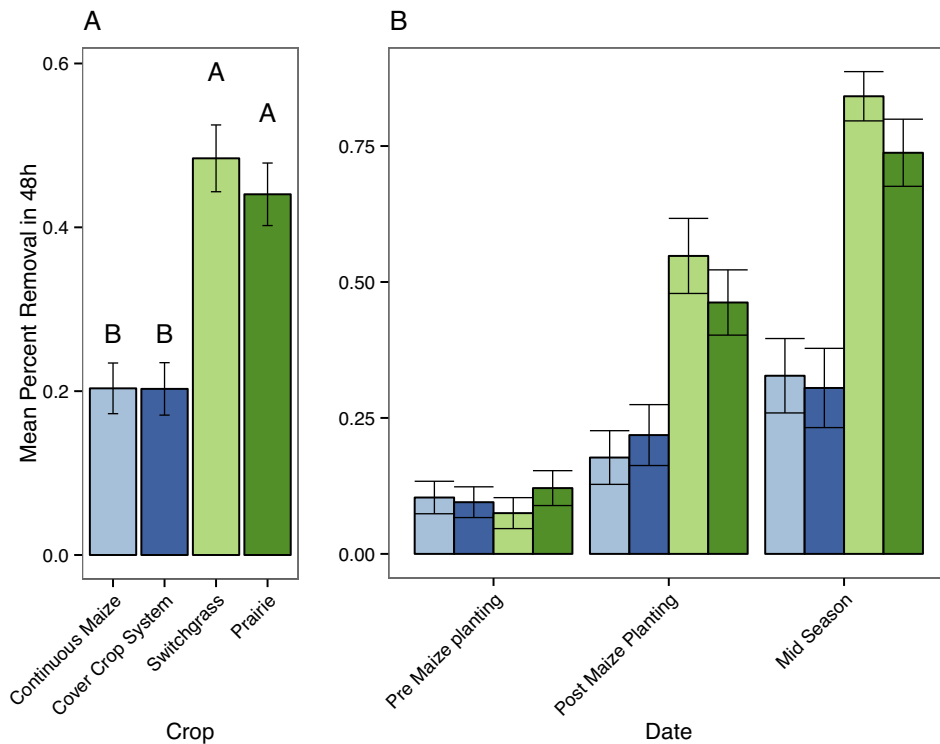 A
B
Mean Percent Removal in 48h
0.6
0.4
0.2
0.0
A
A
B
B
Continuous Maize
Cover Crop System
Switchgrass
Prairie
Crop
0.75
0.50
0.25
0.00
Pre Maize planting
Post Maize Planting
Mid Season
Date